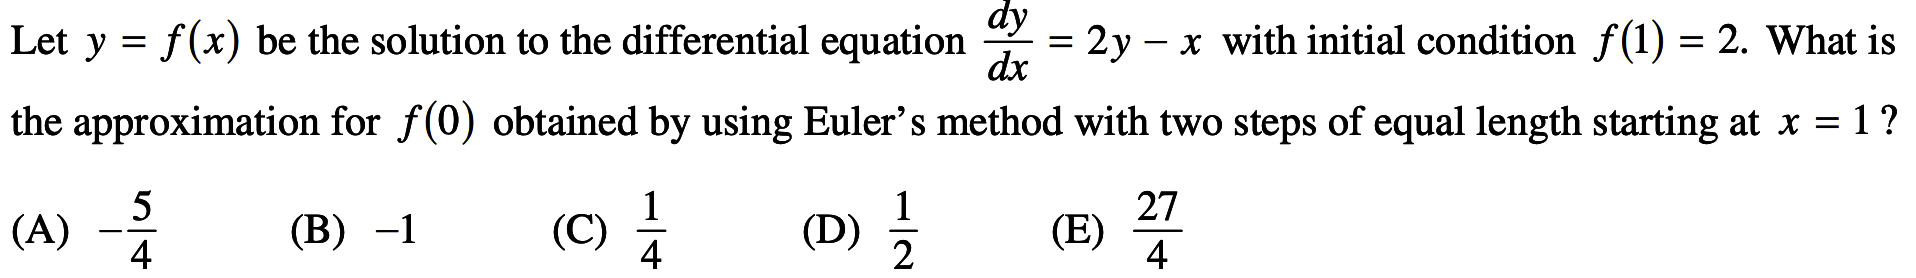 Let y = f(x) be the solution to the differential equation dy/dx = 2y − x with initial condition f(1) = 2. What is
the approximation for f(0) obtained by using Euler's method with two steps of equal length starting at x = 1 ?
(A) −5/4 (B) −1 (C) 1/4 (D) 1/2 (E) 27/4